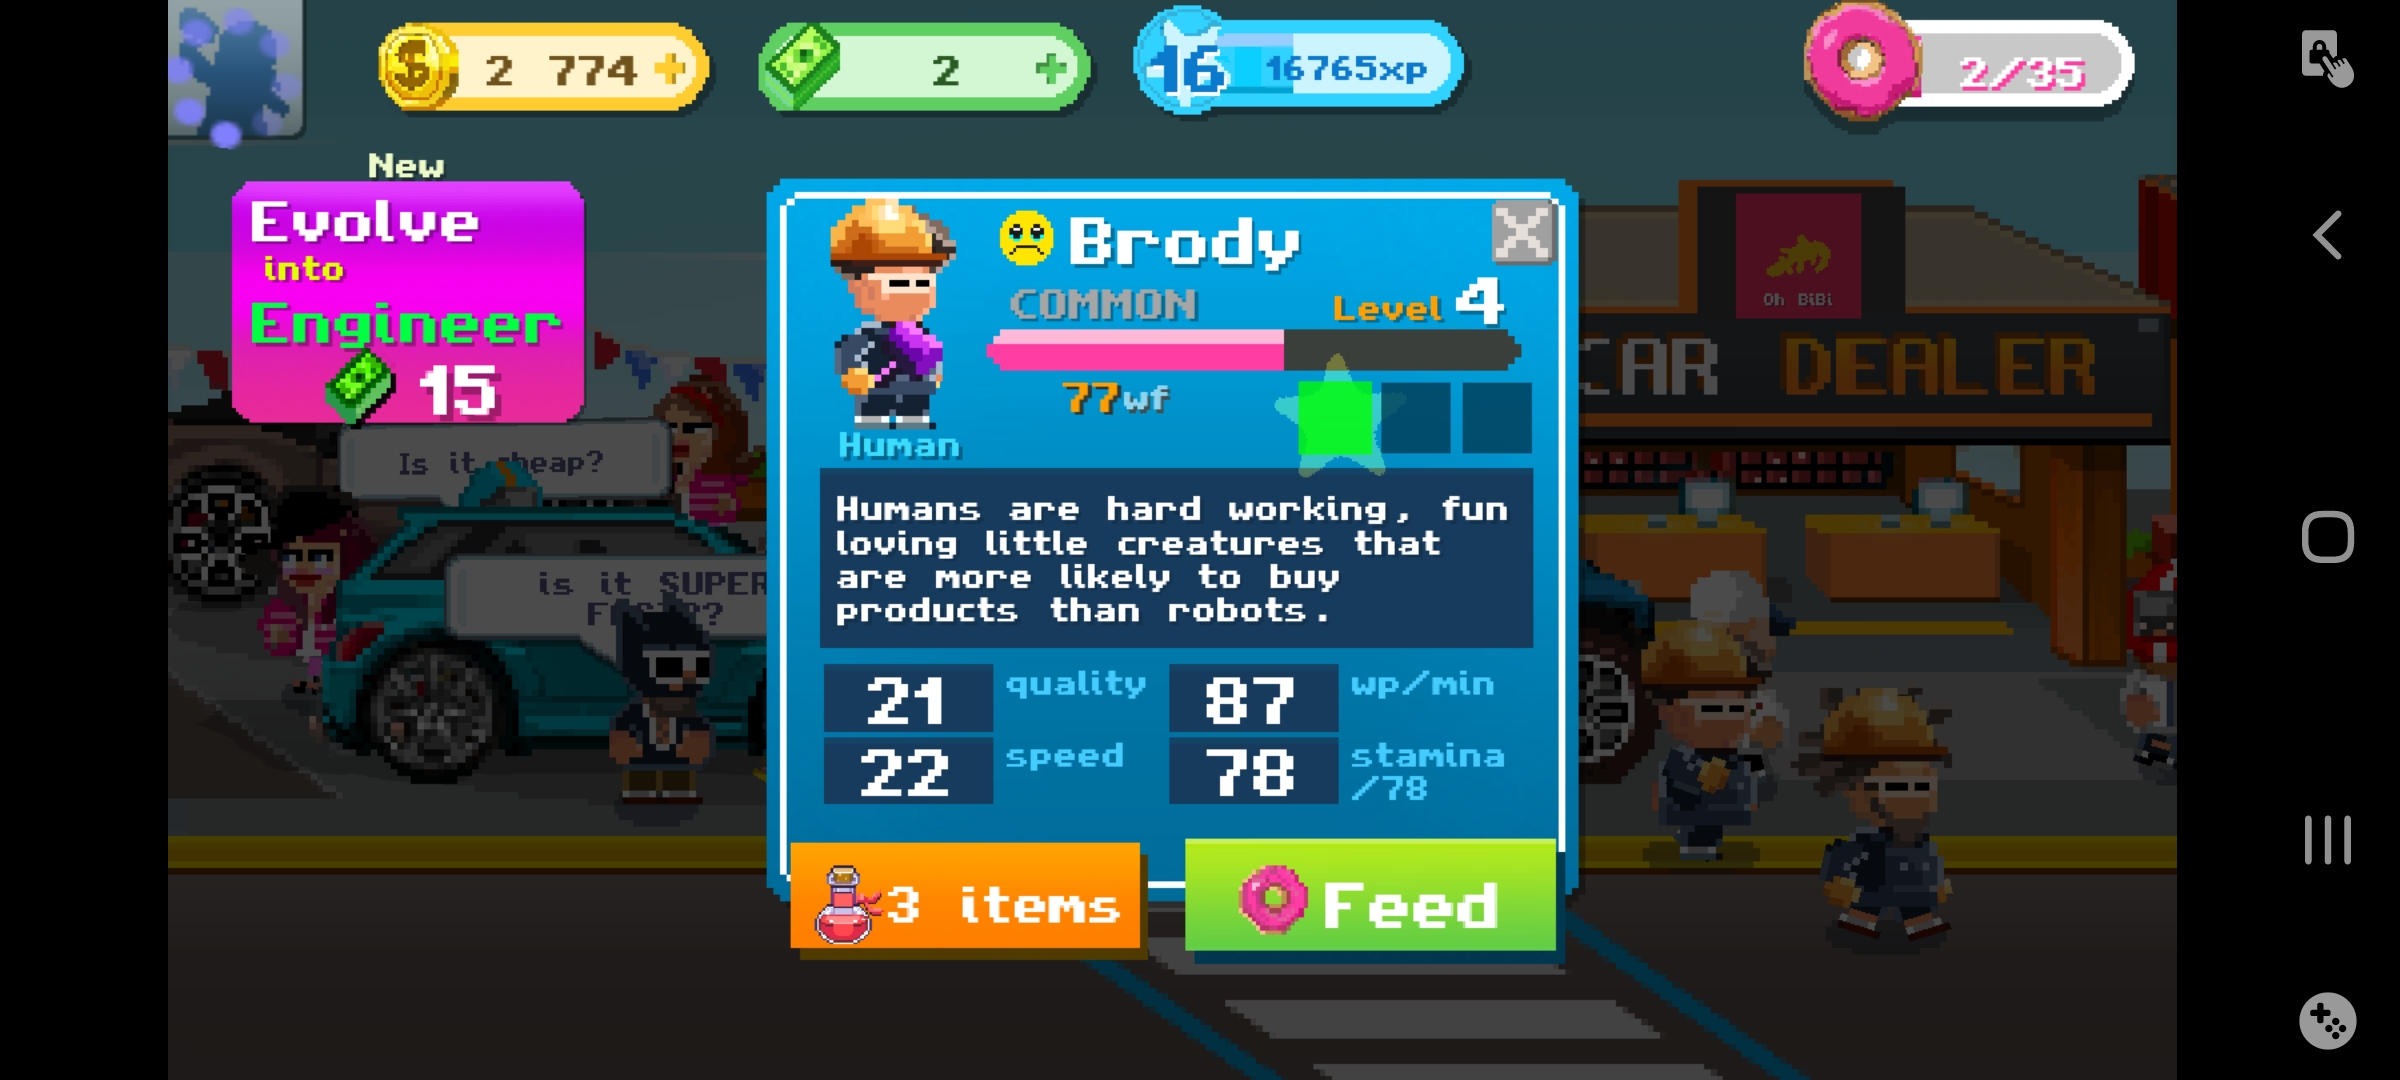 2 774 +
2 +
16 16765xp
2/35
New
Evolve
into
Engineer
15
Brody
COMMON
Level 4
77wf
Human
Humans are hard working, fun
loving little creatures that
are more likely to buy
products than robots.
21 quality
87 wp/min
22 speed
78 stamina
/78
3 items
Feed
Is it cheap?
is it SUPER
Oh BiBi
CAR DEALER